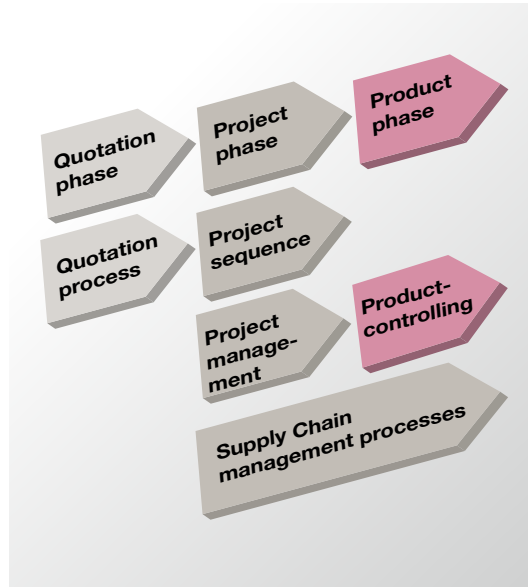 Quotation
phase
Project
phase
Product
phase
Quotation
process
Project
sequence
Project
manage-
ment
Product-
controlling
Supply Chain
management processes